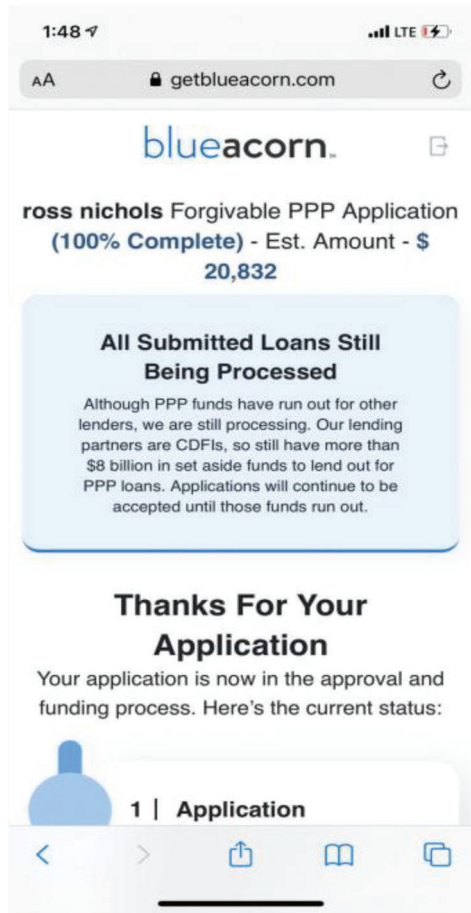 1:48 LTE
AA getblueacorn.com
blueacorn.
ross nichols Forgivable PPP Application
(100% Complete) - Est. Amount - $
20,832
All Submitted Loans Still
Being Processed
Although PPP funds have run out for other
lenders, we are still processing. Our lending
partners are CDFIs, so still have more than
$8 billion in set aside funds to lend out for
PPP loans. Applications will continue to be
accepted until those funds run out.
Thanks For Your
Application
Your application is now in the approval and
funding process. Here's the current status:
1 | Application